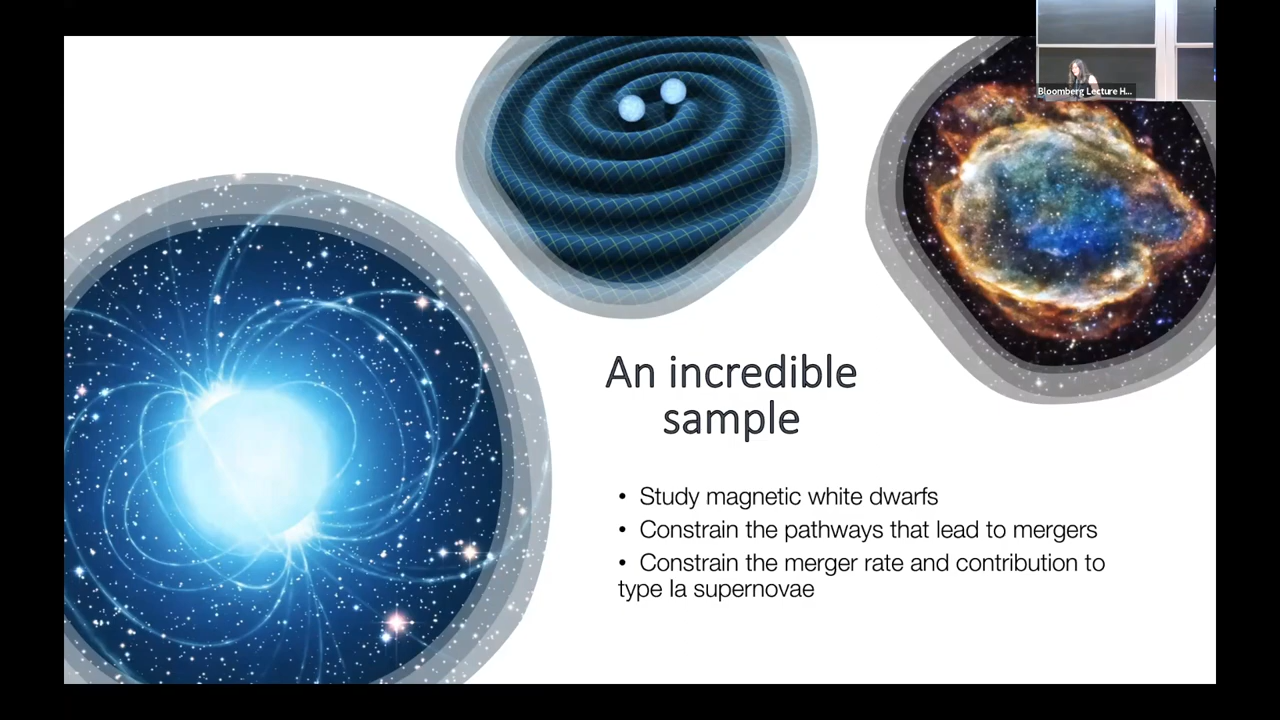 Bloomberg Lecture H...
An incredible
sample
• Study magnetic white dwarfs
• Constrain the pathways that lead to mergers
• Constrain the merger rate and contribution to
type Ia supernovae